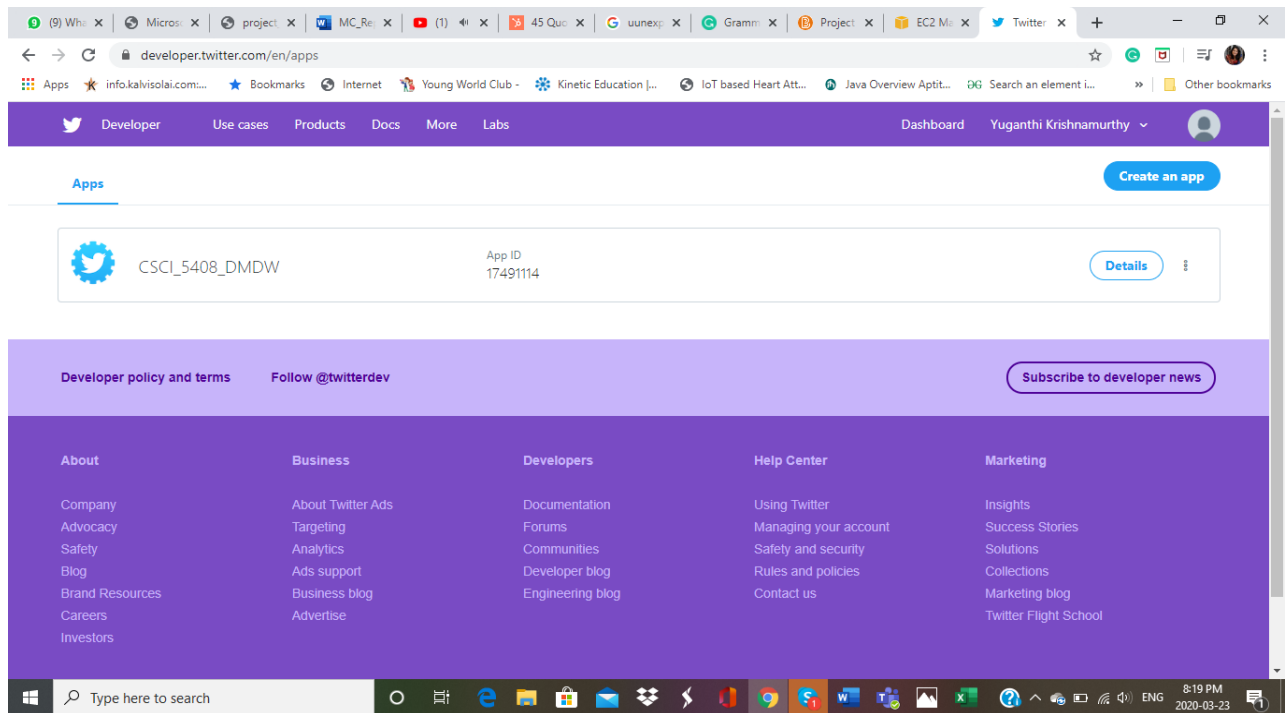 (9) Wha
Micros
project
MC_Re
(1)
45 Quo
uunexp
Gramm
Project
EC2 Ma
Twitter
developer.twitter.com/en/apps
Apps
info.kalvisolai.com:...
Bookmarks
Internet
Young World Club -
Kinetic Education |...
IoT based Heart Att...
Java Overview Aptit...
Search an element i...
Other bookmarks
Developer
Use cases
Products
Docs
More
Labs
Dashboard
Yuganthi Krishnamurthy
Apps
Create an app
CSCI_5408_DMDW
App ID
17491114
Details
Developer policy and terms
Follow @twitterdev
Subscribe to developer news
About
Business
Developers
Help Center
Marketing
Company
About Twitter Ads
Documentation
Using Twitter
Insights
Advocacy
Targeting
Forums
Managing your account
Success Stories
Safety
Analytics
Communities
Safety and security
Solutions
Blog
Ads support
Developer blog
Rules and policies
Collections
Brand Resources
Business blog
Engineering blog
Contact us
Marketing blog
Careers
Advertise
Twitter Flight School
Investors
Type here to search
ENG
8:19 PM
2020-03-23